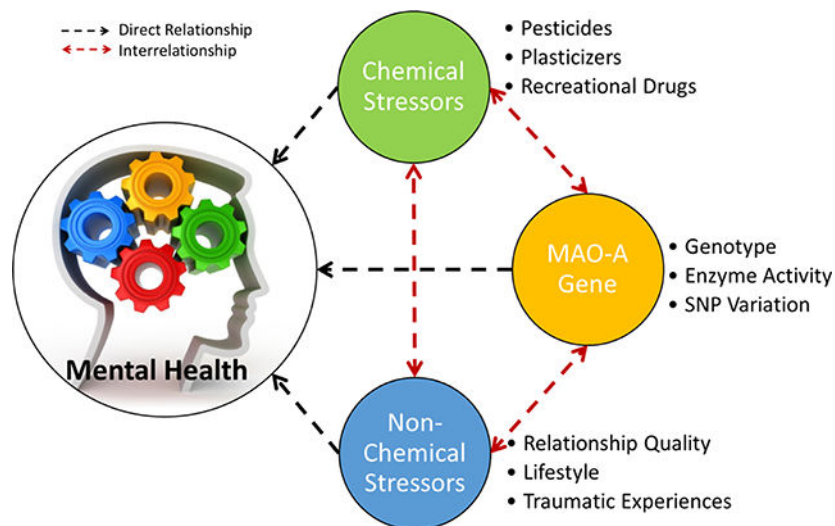 Direct Relationship
Interrelationship
Chemical
Stressors
• Pesticides
• Plasticizers
• Recreational Drugs
Mental Health
MAO-A
Gene
• Genotype
• Enzyme Activity
• SNP Variation
Non-
Chemical
Stressors
• Relationship Quality
• Lifestyle
• Traumatic Experiences